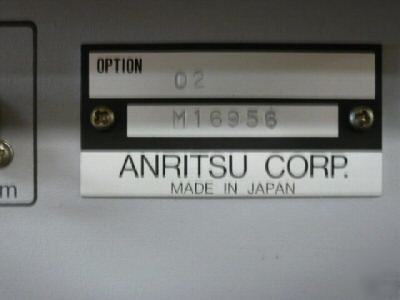 OPTION
02
M16956
ANRITSU CORP.
MADE IN JAPAN
m